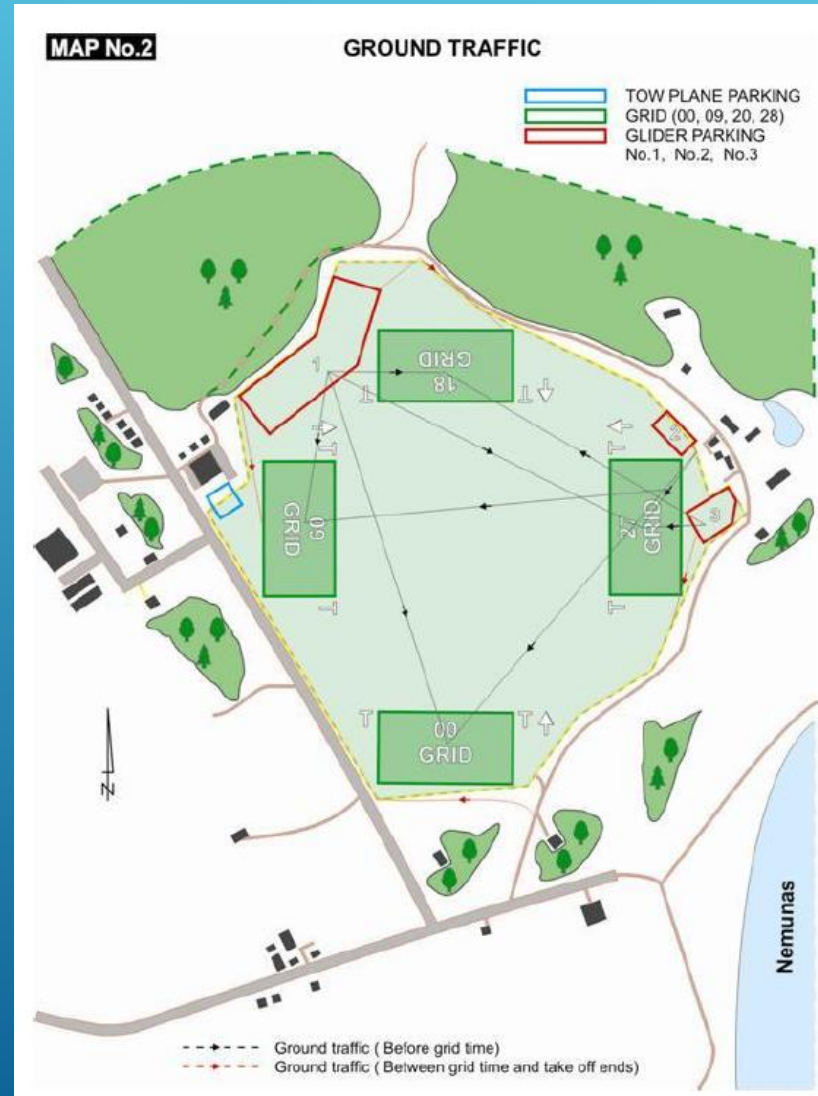 MAP No.2
GROUND TRAFFIC
TOW PLANE PARKING
GRID (00, 09, 20, 28)
GLIDER PARKING
No.1, No.2, No.3
GRID
18
1
T
T
2
T
T
GRID
09
GRID
27
3
T
T
T
T
00
GRID
N
Nemunas
Ground traffic ( Before grid time)
Ground traffic ( Between grid time and take off ends)